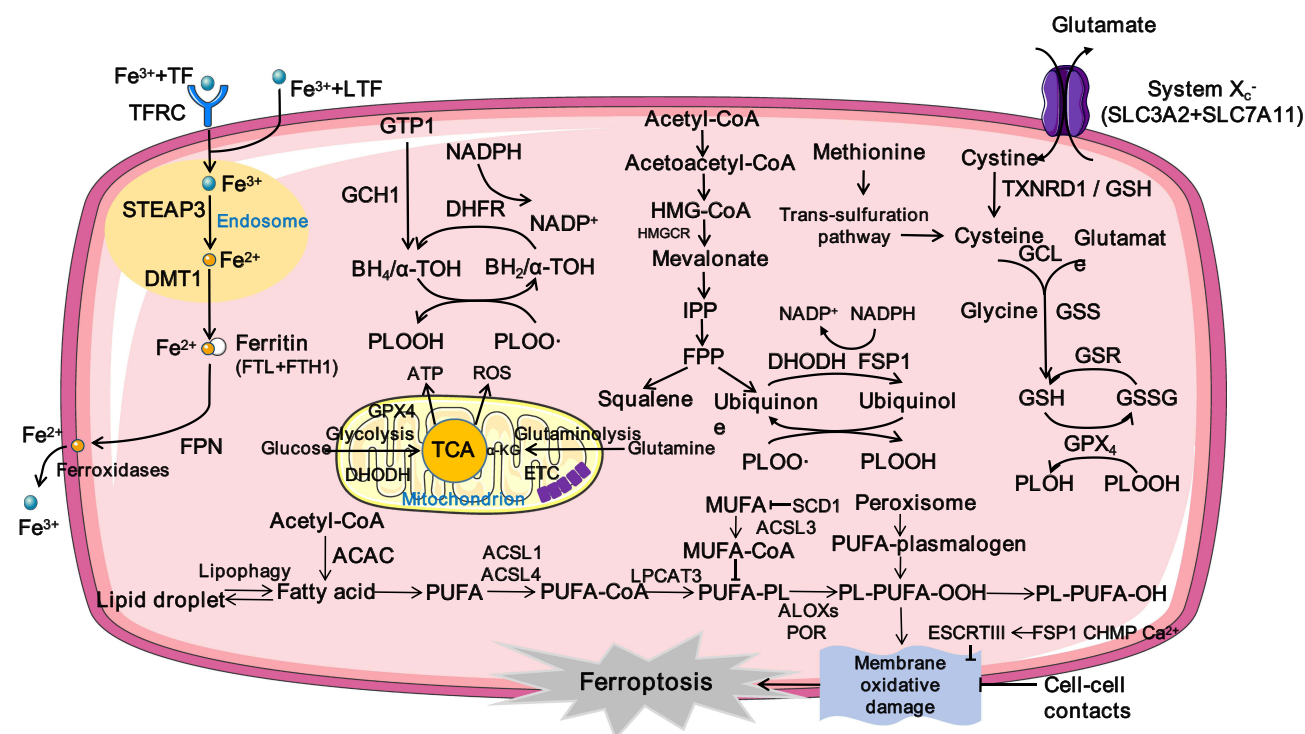 Glutamate
Fe³⁺+TF
Fe³⁺+LTF
TFRC
System Xc⁻
(SLC3A2+SLC7A11)
GTP1
NADPH
GCH1
DHFR
NADP⁺
BH₄/α-TOH
BH₂/α-TOH
PLOOH
PLOO·
Fe³⁺
STEAP3
Endosome
Fe²⁺
DMT1
Fe²⁺
Ferritin
(FTL+FTH1)
Fe²⁺
FPN
Ferroxidases
Fe³⁺
Acetyl-CoA
Acetoacetyl-CoA
HMG-CoA
HMGCR
Mevalonate
IPP
FPP
Squalene
Ubiquinon
e
NADP⁺
NADPH
DHODH
FSP1
Ubiquinol
PLOO·
PLOOH
Methionine
Trans-sulfuration
pathway
Cystine
TXNRD1 / GSH
Cysteine
Glutamat
e
GCL
Glycine
GSS
GSR
GSH
GSSG
GPX₄
PLOH
PLOOH
ATP
ROS
GPX4
Glycolysis
Glucose
TCA
α-KG
Glutaminolysis
Glutamine
DHODH
ETC
Mitochondrion
Acetyl-CoA
ACAC
Lipophagy
Lipid droplet
Fatty acid
PUFA
ACSL1
ACSL4
PUFA-CoA
LPCAT3
MUFA
SCD1
ACSL3
MUFA-CoA
PUFA-PL
ALOXs
POR
Peroxisome
PUFA-plasmalogen
PL-PUFA-OOH
PL-PUFA-OH
ESCRTIII
FSP1 CHMP Ca²⁺
Membrane
oxidative
damage
Ferroptosis
Cell-cell
contacts